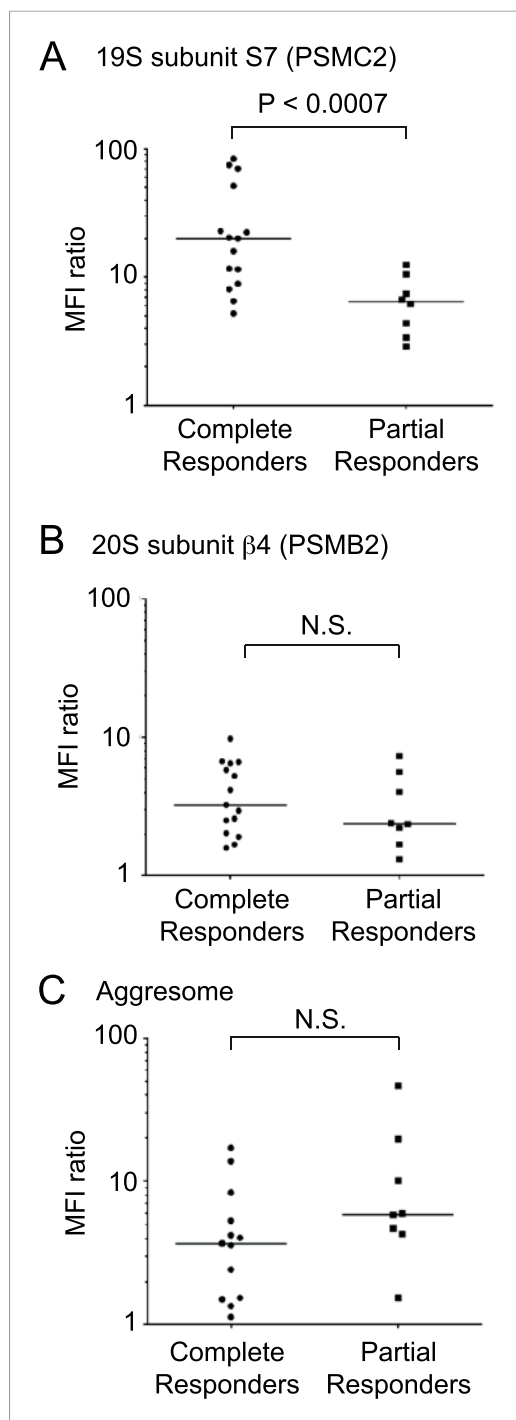 A 19S subunit S7 (PSMC2)
P < 0.0007
100
10
1
MFI ratio
Complete Responders
Partial Responders
B 20S subunit β4 (PSMB2)
N.S.
100
10
1
MFI ratio
Complete Responders
Partial Responders
C Aggresome
N.S.
100
10
1
MFI ratio
Complete Responders
Partial Responders